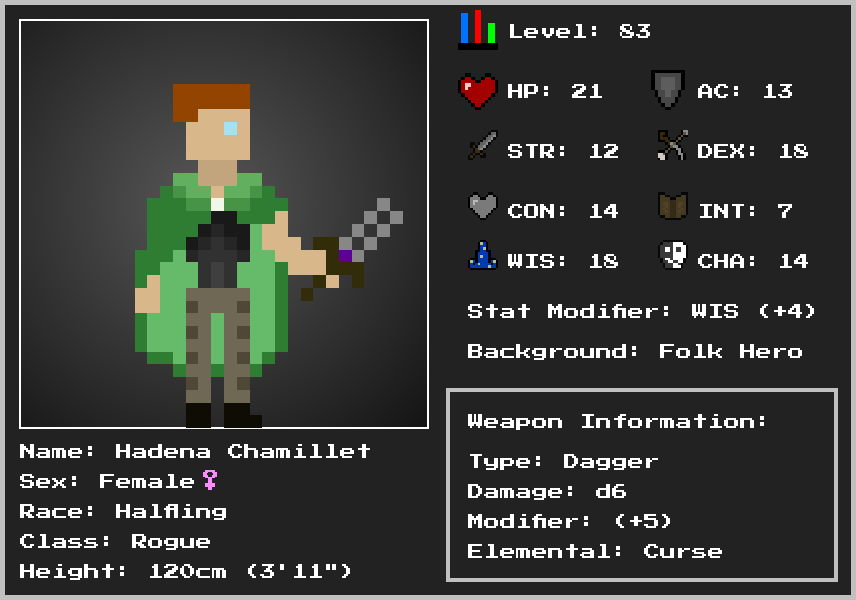 Level: 83
HP: 21
AC: 13
STR: 12
DEX: 18
CON: 14
INT: 7
WIS: 18
CHA: 14
Stat Modifier: WIS (+4)
Background: Folk Hero
Weapon Information:
Type: Dagger
Damage: d6
Modifier: (+5)
Elemental: Curse
Name: Hadena Chamillet
Sex: Female♀
Race: Halfling
Class: Rogue
Height: 120cm (3'11")